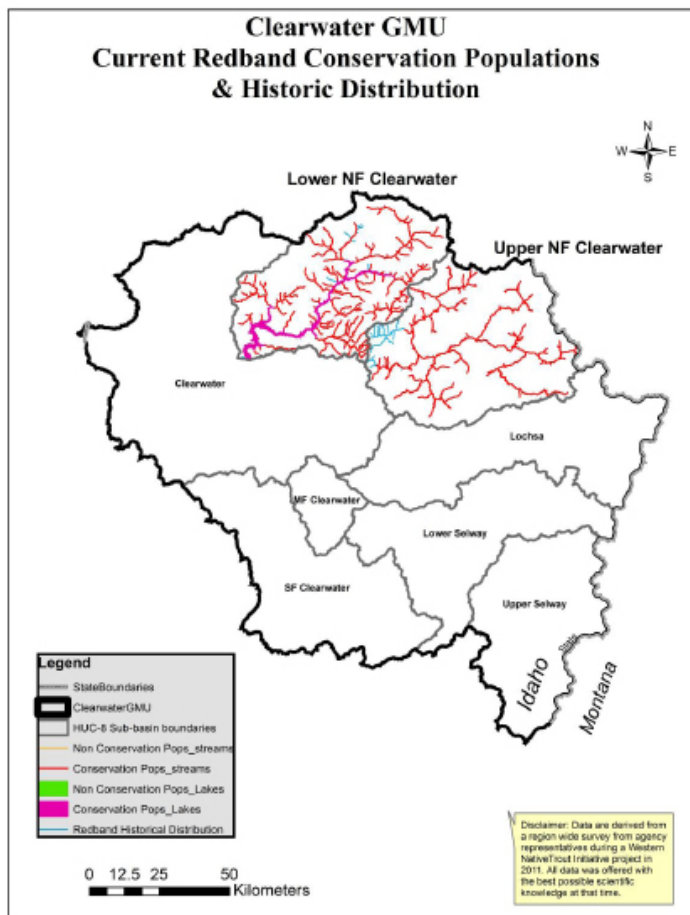 Clearwater GMU
Current Redband Conservation Populations
& Historic Distribution
N
W
E
S
Lower NF Clearwater
Upper NF Clearwater
Clearwater
Lochsa
MF Clearwater
Lower Selway
SF Clearwater
Upper Selway
Idaho
Montana
Legend
StateBoundaries
ClearwaterGMU
HUC-8 Sub-basin boundaries
Non Conservation Pops_streams
Conservation Pops_streams
Non Conservation Pops_Lakes
Conservation Pops_Lakes
Redband Historical Distribution
0 12.5 25 50
Kilometers
Disclaimer: Data are derived from
a region wide survey from agency
representatives during a Western
NativeTrout Initiative project in
2011. All data was offered with
the best possible scientific
knowledge at that time.